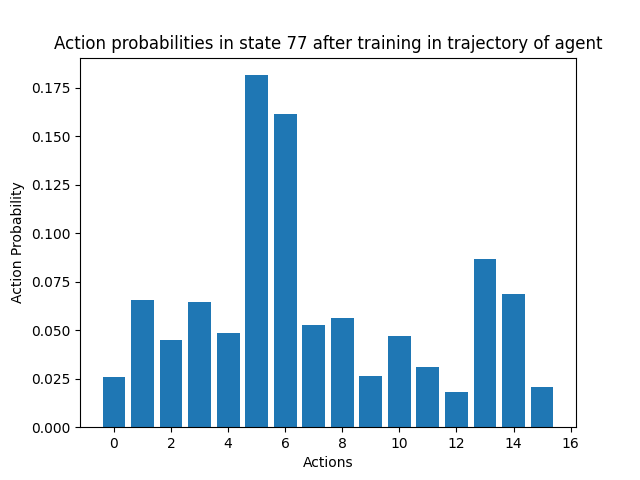 Action probabilities in state 77 after training in trajectory of agent
Action Probability
0.175
0.150
0.125
0.100
0.075
0.050
0.025
0.000
0 2 4 6 8 10 12 14 16
Actions